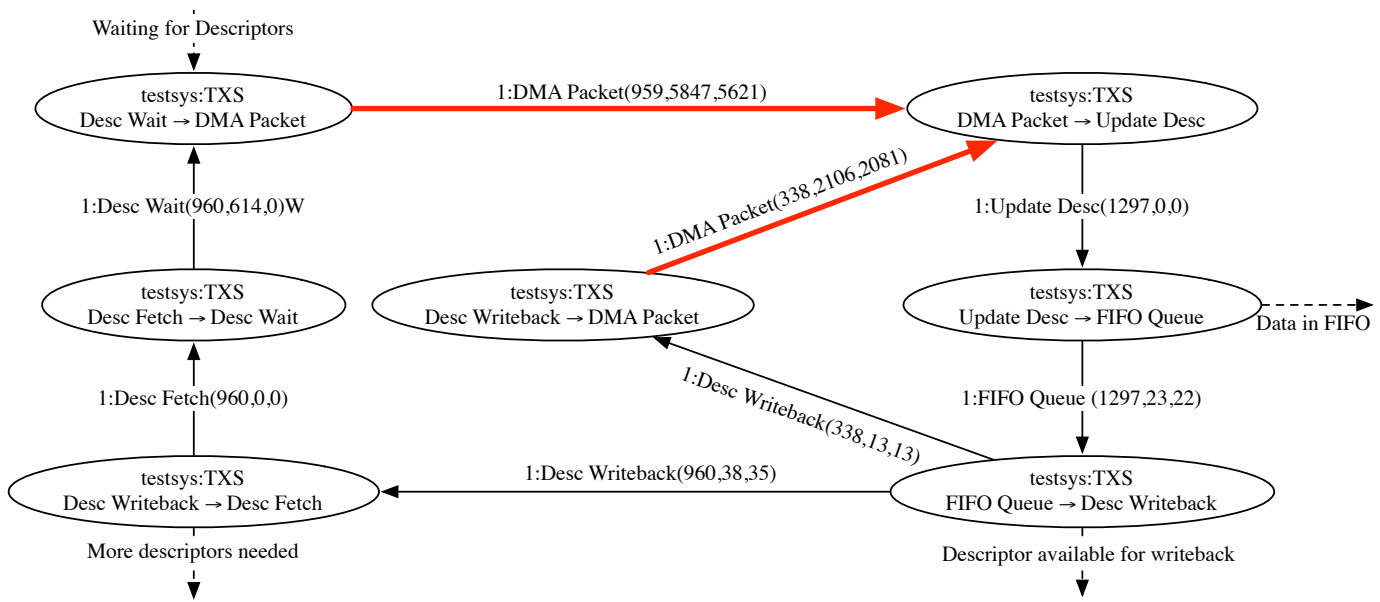 Waiting for Descriptors
testsys:TXS
Desc Wait → DMA Packet
1:DMA Packet(959,5847,5621)
testsys:TXS
DMA Packet → Update Desc
1:DMA Packet(338,2106,2081)
1:Desc Wait(960,614,0)W
1:Update Desc(1297,0,0)
testsys:TXS
Desc Fetch → Desc Wait
testsys:TXS
Desc Writeback → DMA Packet
testsys:TXS
Update Desc → FIFO Queue
Data in FIFO
1:Desc Fetch(960,0,0)
1:Desc Writeback(338,13,13)
1:FIFO Queue (1297,23,22)
testsys:TXS
Desc Writeback → Desc Fetch
1:Desc Writeback(960,38,35)
testsys:TXS
FIFO Queue → Desc Writeback
More descriptors needed
Descriptor available for writeback